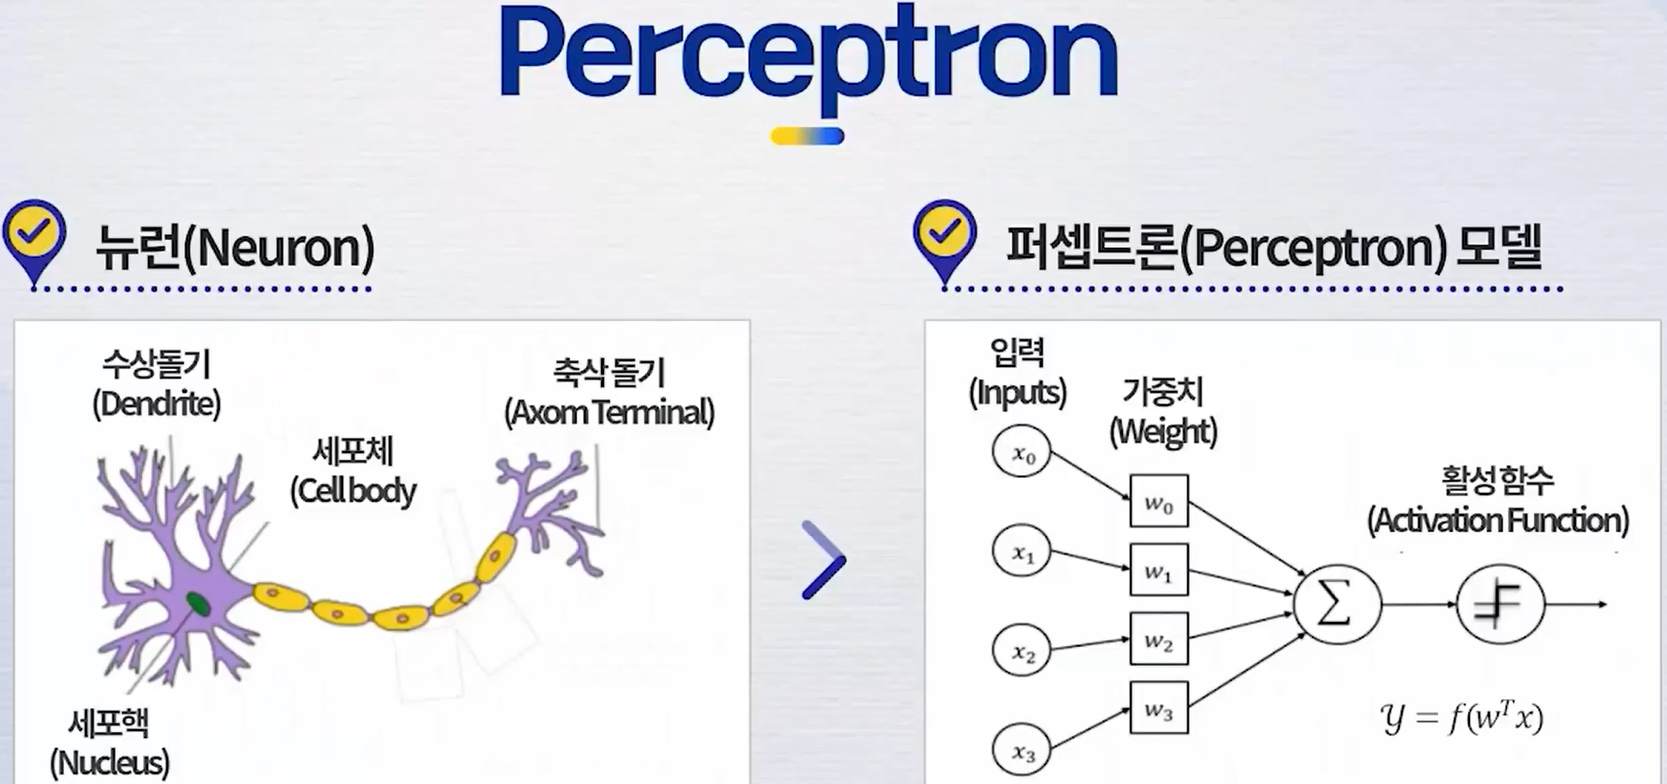 Perceptron
뉴런(Neuron)
수상돌기
(Dendrite)
세포체
(Cell body
축삭 돌기
(Axom Terminal)
세포핵
(Nucleus)
퍼셉트론(Perceptron) 모델
입력
(Inputs)
가중치
(Weight)
활성 함수
(Activation Function)
x₀
w₀
x₁
w₁
x₂
w₂
x₃
w₃
Σ
y = f(wᵀx)